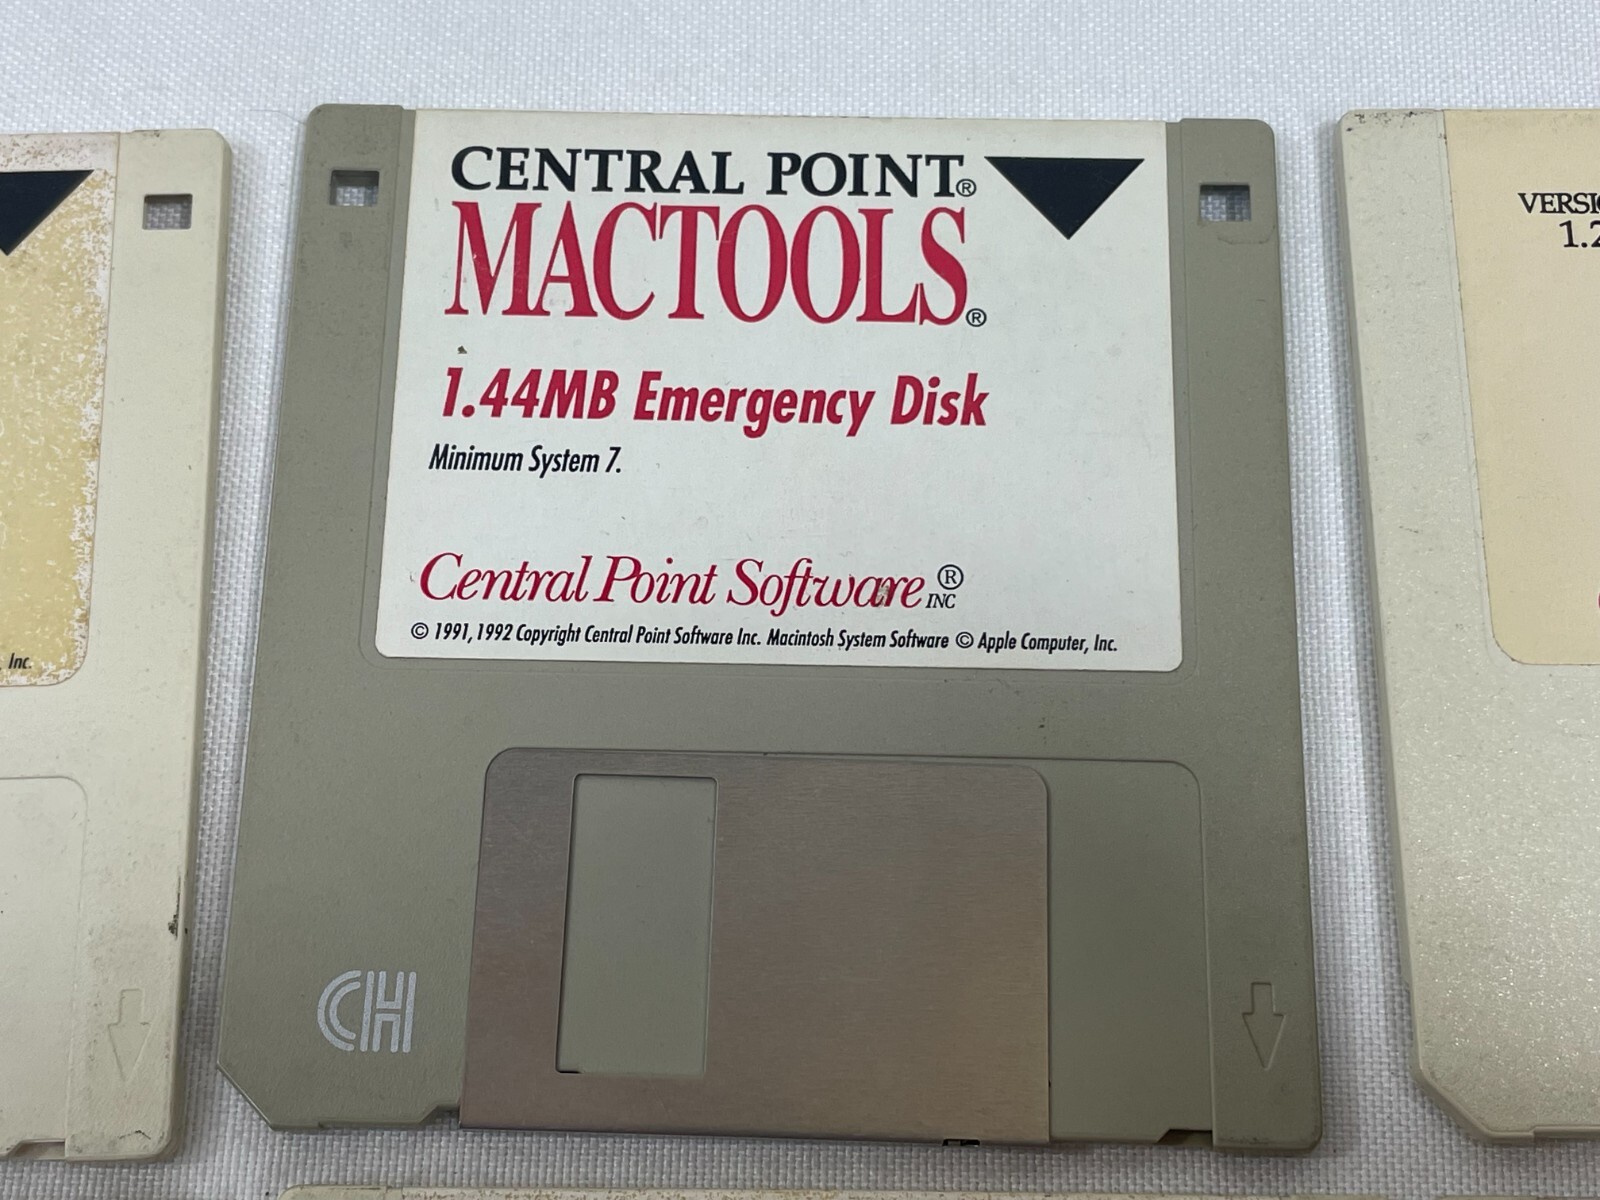 CENTRAL POINT®
MACTOOLS®
1.44MB Emergency Disk
Minimum System 7.
Central Point Software® INC
© 1991, 1992 Copyright Central Point Software Inc. Macintosh System Software © Apple Computer, Inc.
CH
, Inc.
1.2